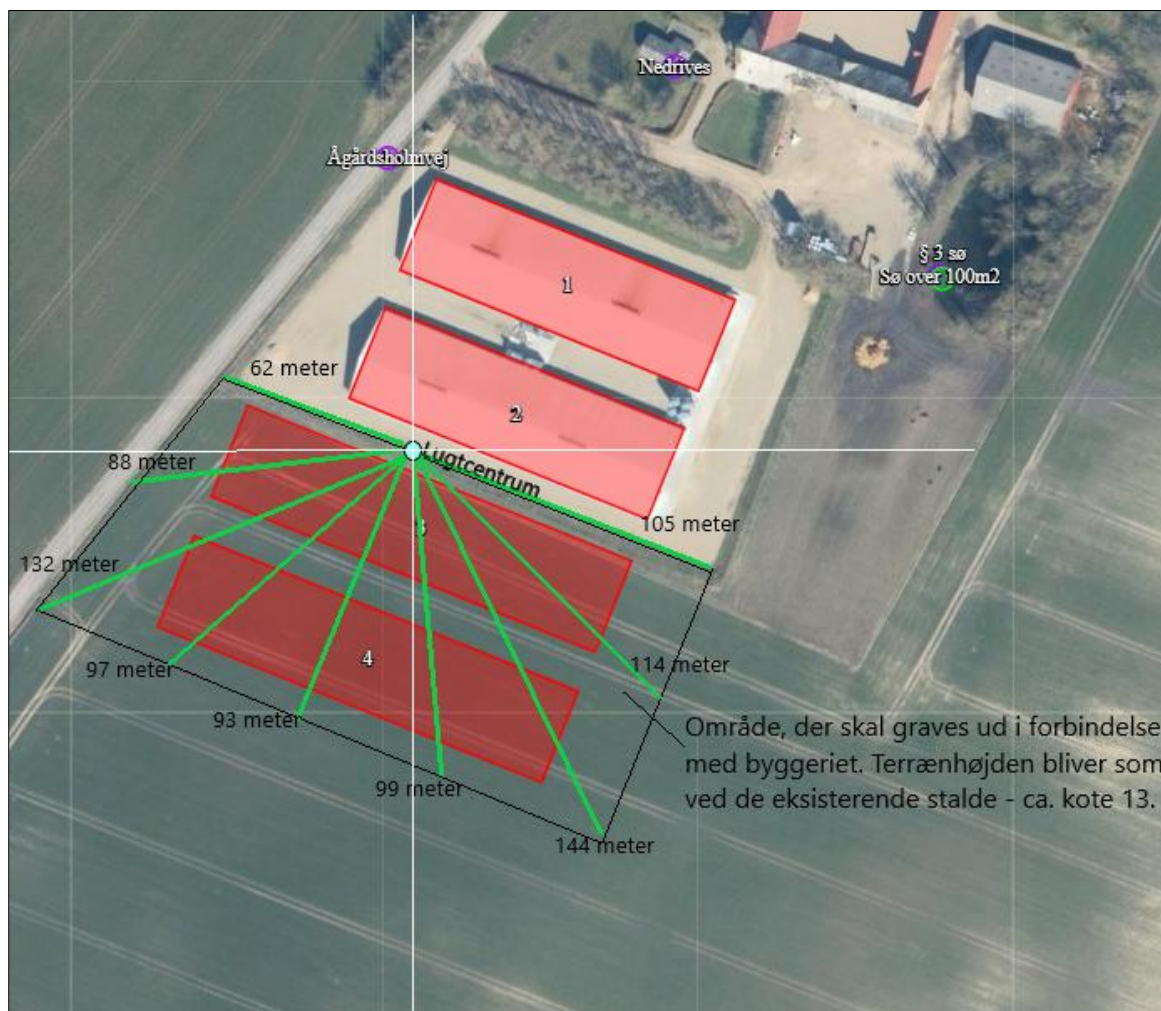 Nedrives
Ågårdsholmvej
§ 3 sø
Sø over 100m2
1
62 meter
2
88 meter
Lugtcentrum
105 meter
3
132 meter
4
114 meter
97 meter
93 meter
Område, der skal graves ud i forbindelse
med byggeriet. Terrænhøjden bliver som
ved de eksisterende stalde - ca. kote 13.
99 meter
144 meter